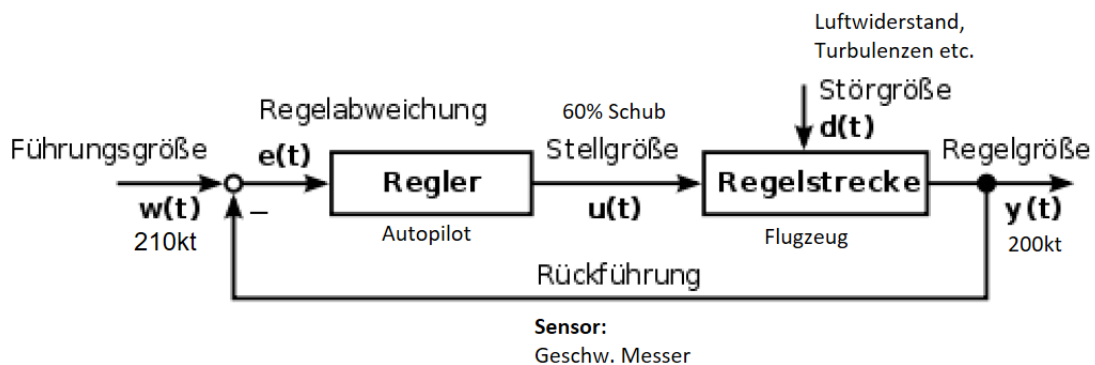 Luftwiderstand,
Turbulenzen etc.
Störgröße
d(t)
Regelabweichung
60% Schub
Führungsgröße
e(t)
Stellgröße
Regelgröße
Regler
Regelstrecke
w(t)
–
u(t)
y(t)
210kt
Autopilot
Flugzeug
200kt
Rückführung
Sensor:
Geschw. Messer